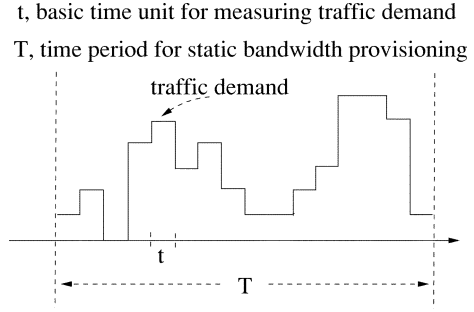 t, basic time unit for measuring traffic demand
T, time period for static bandwidth provisioning
traffic demand
t
T